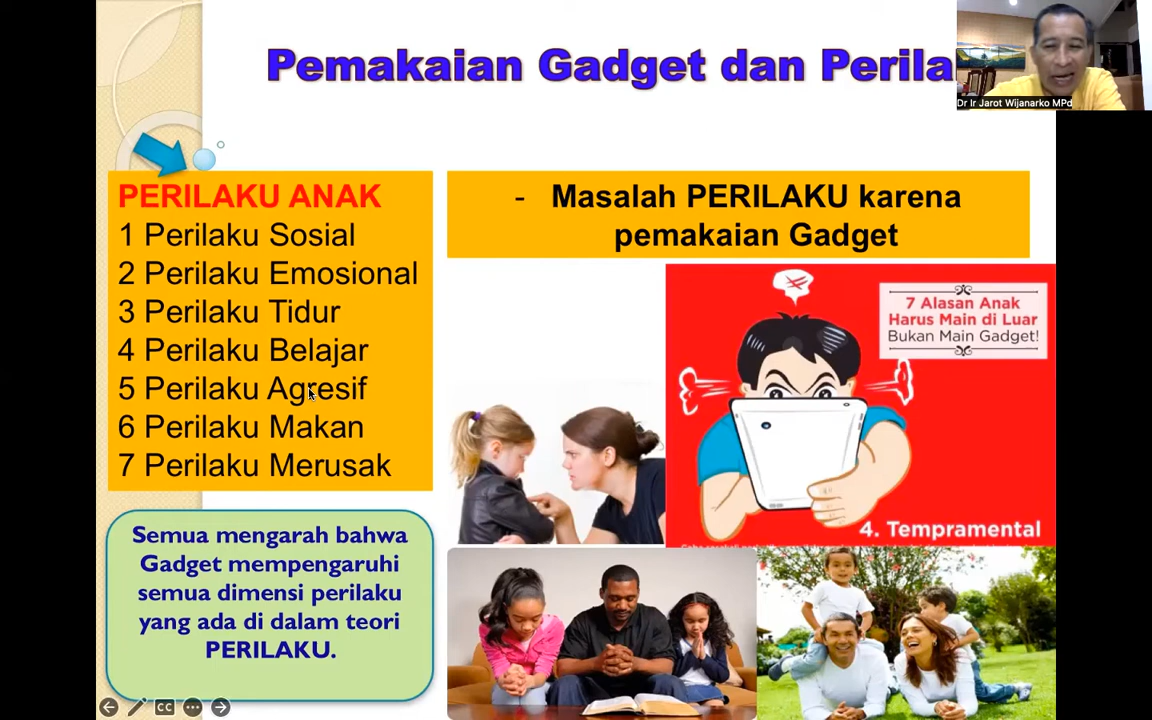 Pemakaian Gadget dan Perila
Dr Ir Jarot Wijanarko MPd
PERILAKU ANAK
1 Perilaku Sosial
2 Perilaku Emosional
3 Perilaku Tidur
4 Perilaku Belajar
5 Perilaku Agresif
6 Perilaku Makan
7 Perilaku Merusak
- Masalah PERILAKU karena
pemakaian Gadget
7 Alasan Anak
Harus Main di Luar
Bukan Main Gadget!
4. Tempramental
Semua mengarah bahwa
Gadget mempengaruhi
semua dimensi perilaku
yang ada di dalam teori
PERILAKU.
CC